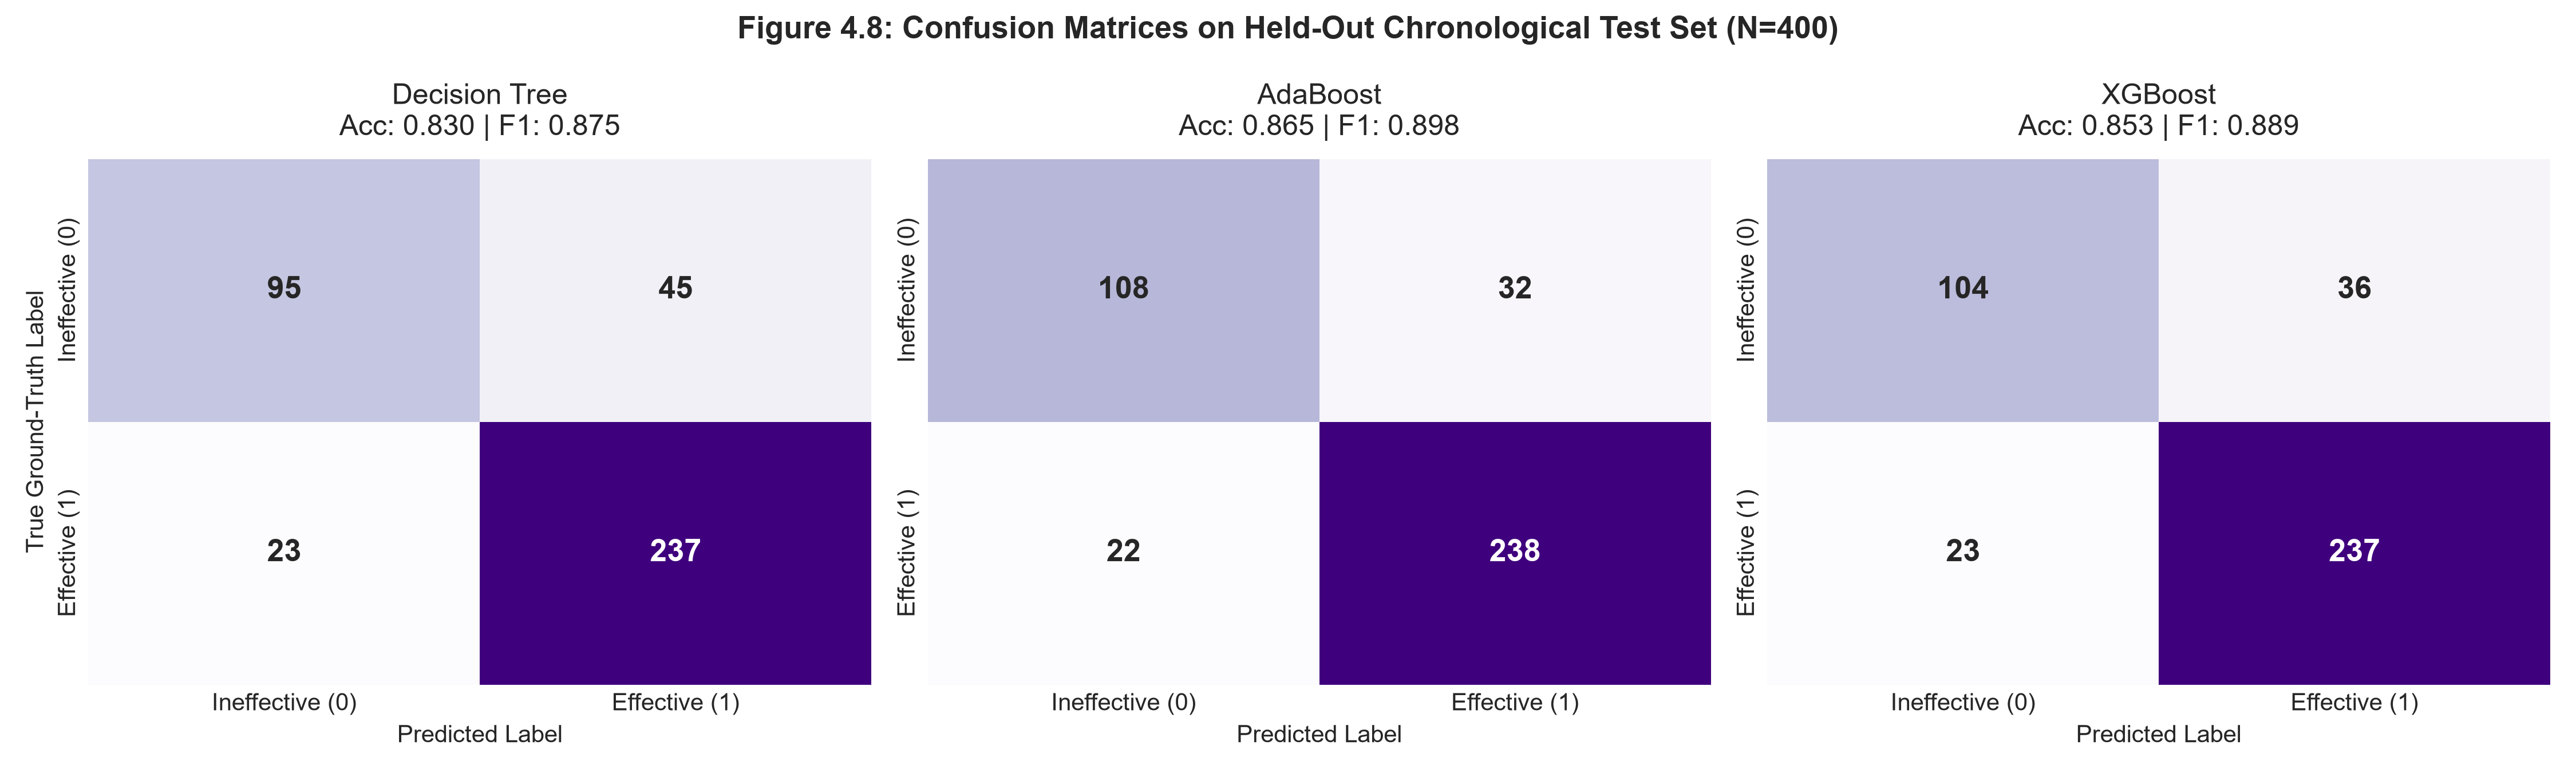 Figure 4.8: Confusion Matrices on Held-Out Chronological Test Set (N=400)
Decision Tree
Acc: 0.830 | F1: 0.875
True Ground-Truth Label
Ineffective (0)
95
45
Effective (1)
23
237
Ineffective (0)
Effective (1)
Predicted Label
AdaBoost
Acc: 0.865 | F1: 0.898
Ineffective (0)
108
32
Effective (1)
22
238
Ineffective (0)
Effective (1)
Predicted Label
XGBoost
Acc: 0.853 | F1: 0.889
Ineffective (0)
104
36
Effective (1)
23
237
Ineffective (0)
Effective (1)
Predicted Label